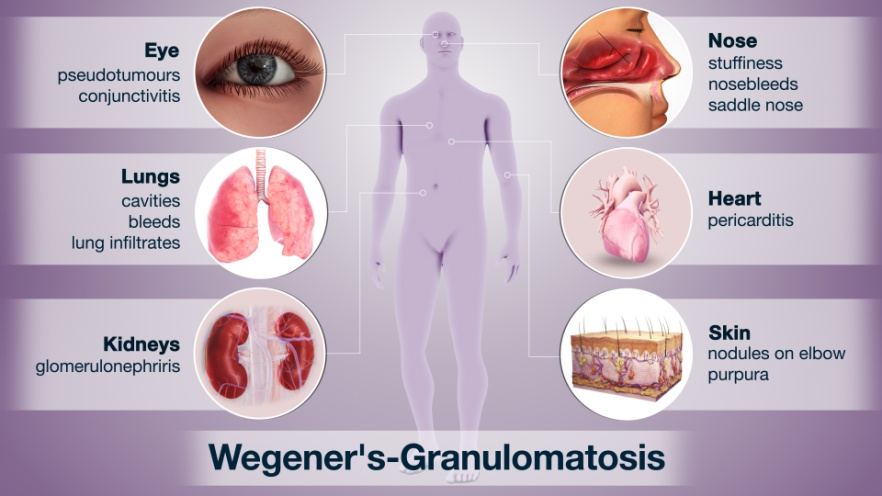 Eye
pseudotumours
conjunctivitis
Nose
stuffiness
nosebleeds
saddle nose
Lungs
cavities
bleeds
lung infiltrates
Heart
pericarditis
Kidneys
glomerulonephriris
Skin
nodules on elbow
purpura
Wegener's-Granulomatosis